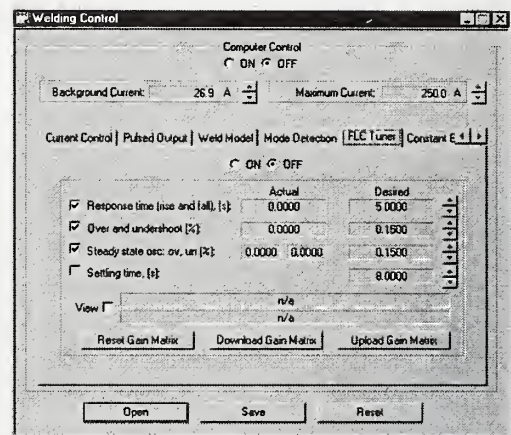 Welding Control
Computer Control
ON OFF
Background Current: 26.9 A Maximum Current: 250.0 A
Current Control Pulsed Output Weld Model Mode Detection FLC Tuner Constant E
ON OFF
Actual Desired
Response time (rise and fall), [s]: 0.0000 5.0000
Over and undershoot [%]: 0.0000 0.1500
Steady state osc: ov, un [%]: 0.0000 0.0000 0.1500
Settling time, [s]: 8.0000
View n/a
n/a
Reset Gain Matrix Download Gain Matrix Upload Gain Matrix
Open Save Reset